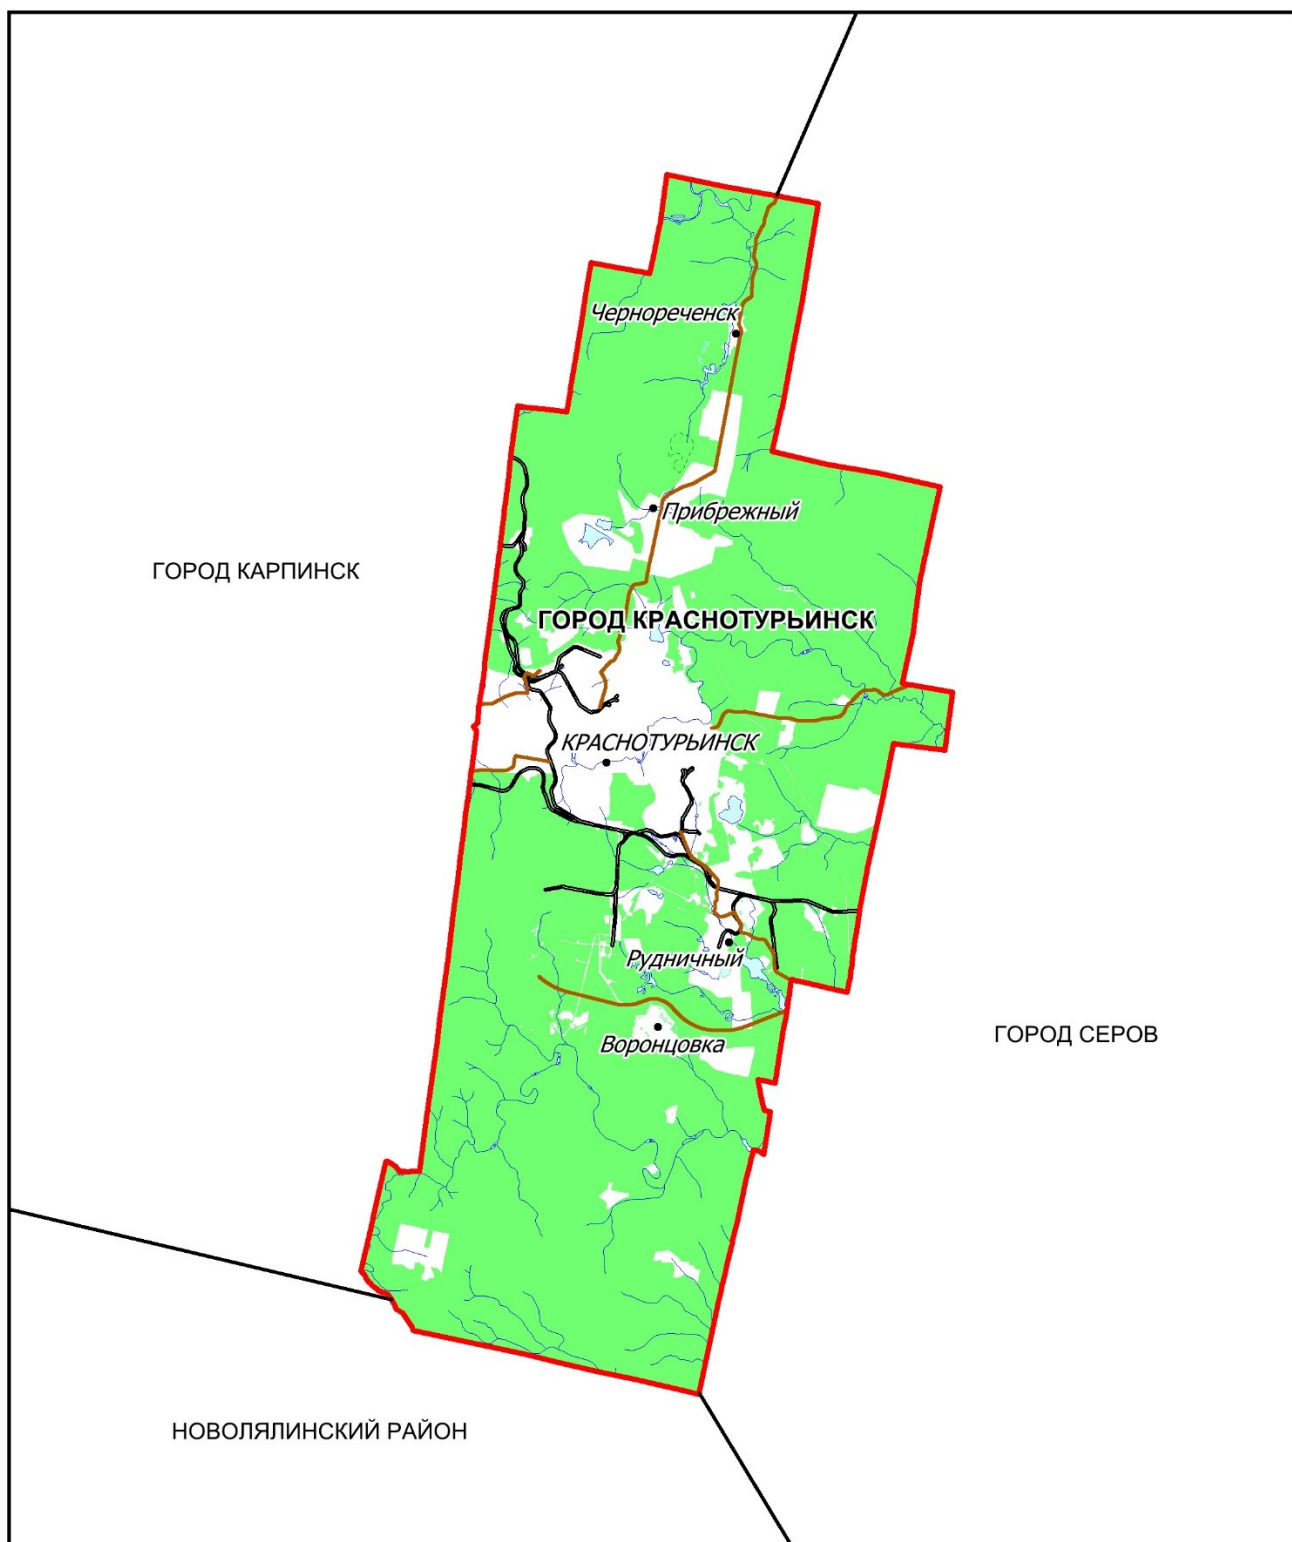 Чернореченск
Прибрежный
ГОРОД КАРПИНСК
ГОРОД КРАСНОТУРЬИНСК
КРАСНОТУРЬИНСК
Рудничный
ГОРОД СЕРОВ
Воронцовка
НОВОЛЯЛИНСКИЙ РАЙОН